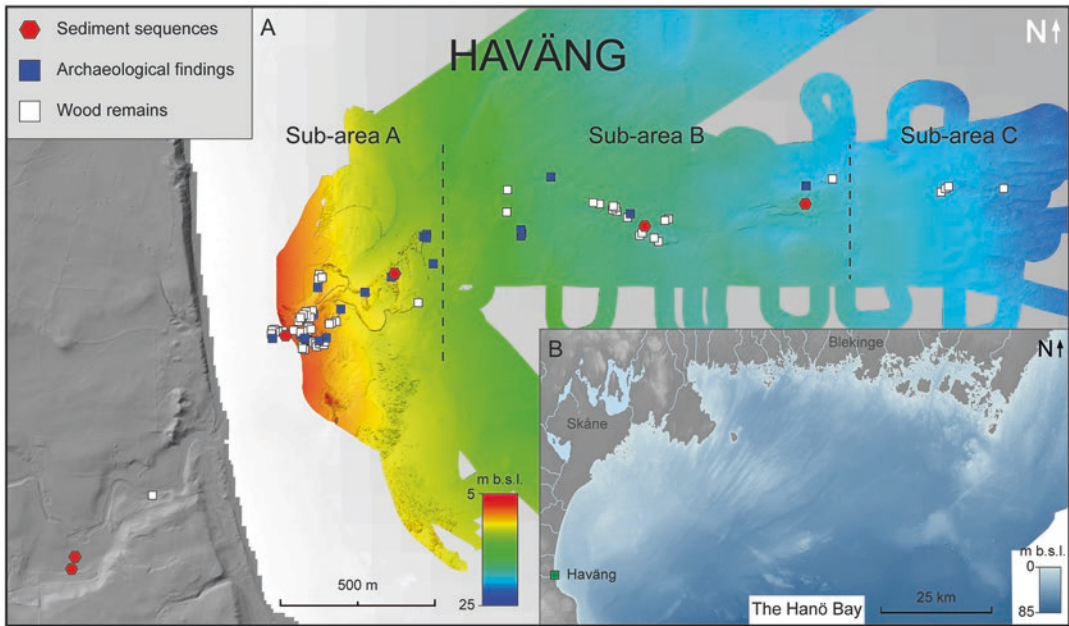 Sediment sequences
Archaeological findings
Wood remains
A
HAVÄNG
N
Sub-area A
Sub-area B
Sub-area C
m b.s.l.
5
25
500 m
B
Blekinge
N
Skåne
Haväng
The Hanö Bay
25 km
m b.s.l.
0
85